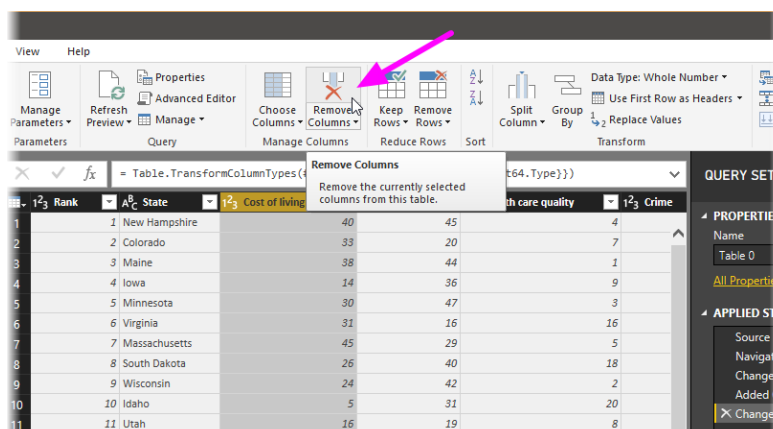 View Help
Manage Parameters
Refresh Preview
Properties
Advanced Editor
Manage
Choose Columns
Remove Columns
Keep Rows
Remove Rows
Split Column
Group By
Data Type: Whole Number
Use First Row as Headers
Replace Values
Parameters Query Manage Columns Reduce Rows Sort Transform
fx = Table.TransformColumnTypes( t64.Type}})
Remove Columns
Remove the currently selected
columns from this table.
QUERY SET
1²3 Rank ABC State 1²3 Cost of living th care quality 1²3 Crime
1 1 New Hampshire 40 45 4
2 2 Colorado 33 20 7
3 3 Maine 38 44 1
4 4 Iowa 14 36 9
5 5 Minnesota 30 47 3
6 6 Virginia 31 16 16
7 7 Massachusetts 45 29 5
8 8 South Dakota 26 40 18
9 9 Wisconsin 24 42 2
10 10 Idaho 5 31 20
11 11 Utah 16 19 8
PROPERTIE
Name
Table 0
All Properti
APPLIED ST
Source
Navigat
Change
Added
Change